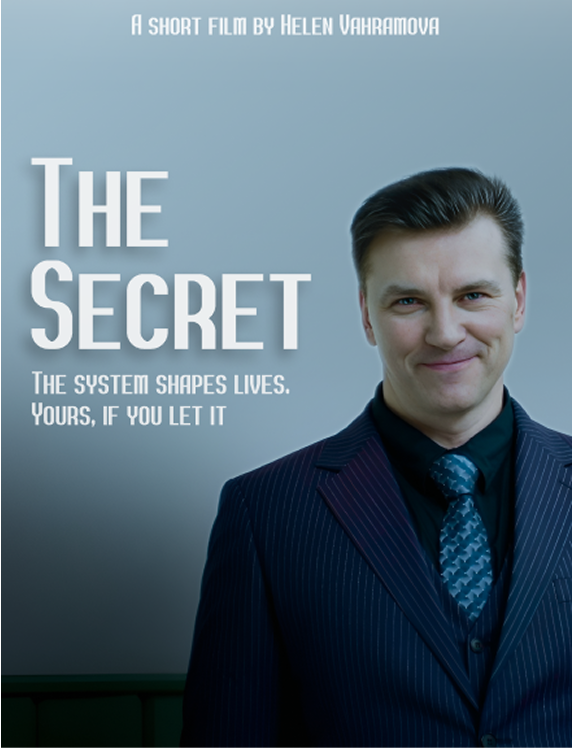 A short film by Helen Vahramova
The
Secret
The system shapes lives.
Yours, if you let it